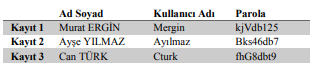 Ad Soyad Kullanıcı Adı Parola
Kayıt 1 Murat ERGİN Mergin kjVdb125
Kayıt 2 Ayşe YILMAZ Ayılmaz Bks46db7
Kayıt 3 Can TÜRK Cturk fhG8dbt9